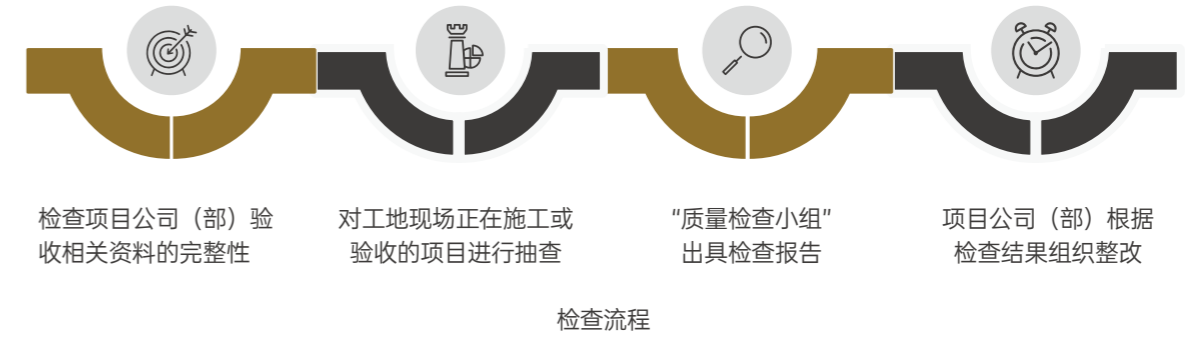 检查项目公司（部）验
收相关资料的完整性
对工地现场正在施工或
验收的项目进行抽查
“质量检查小组”
出具检查报告
项目公司（部）根据
检查结果组织整改
检查流程